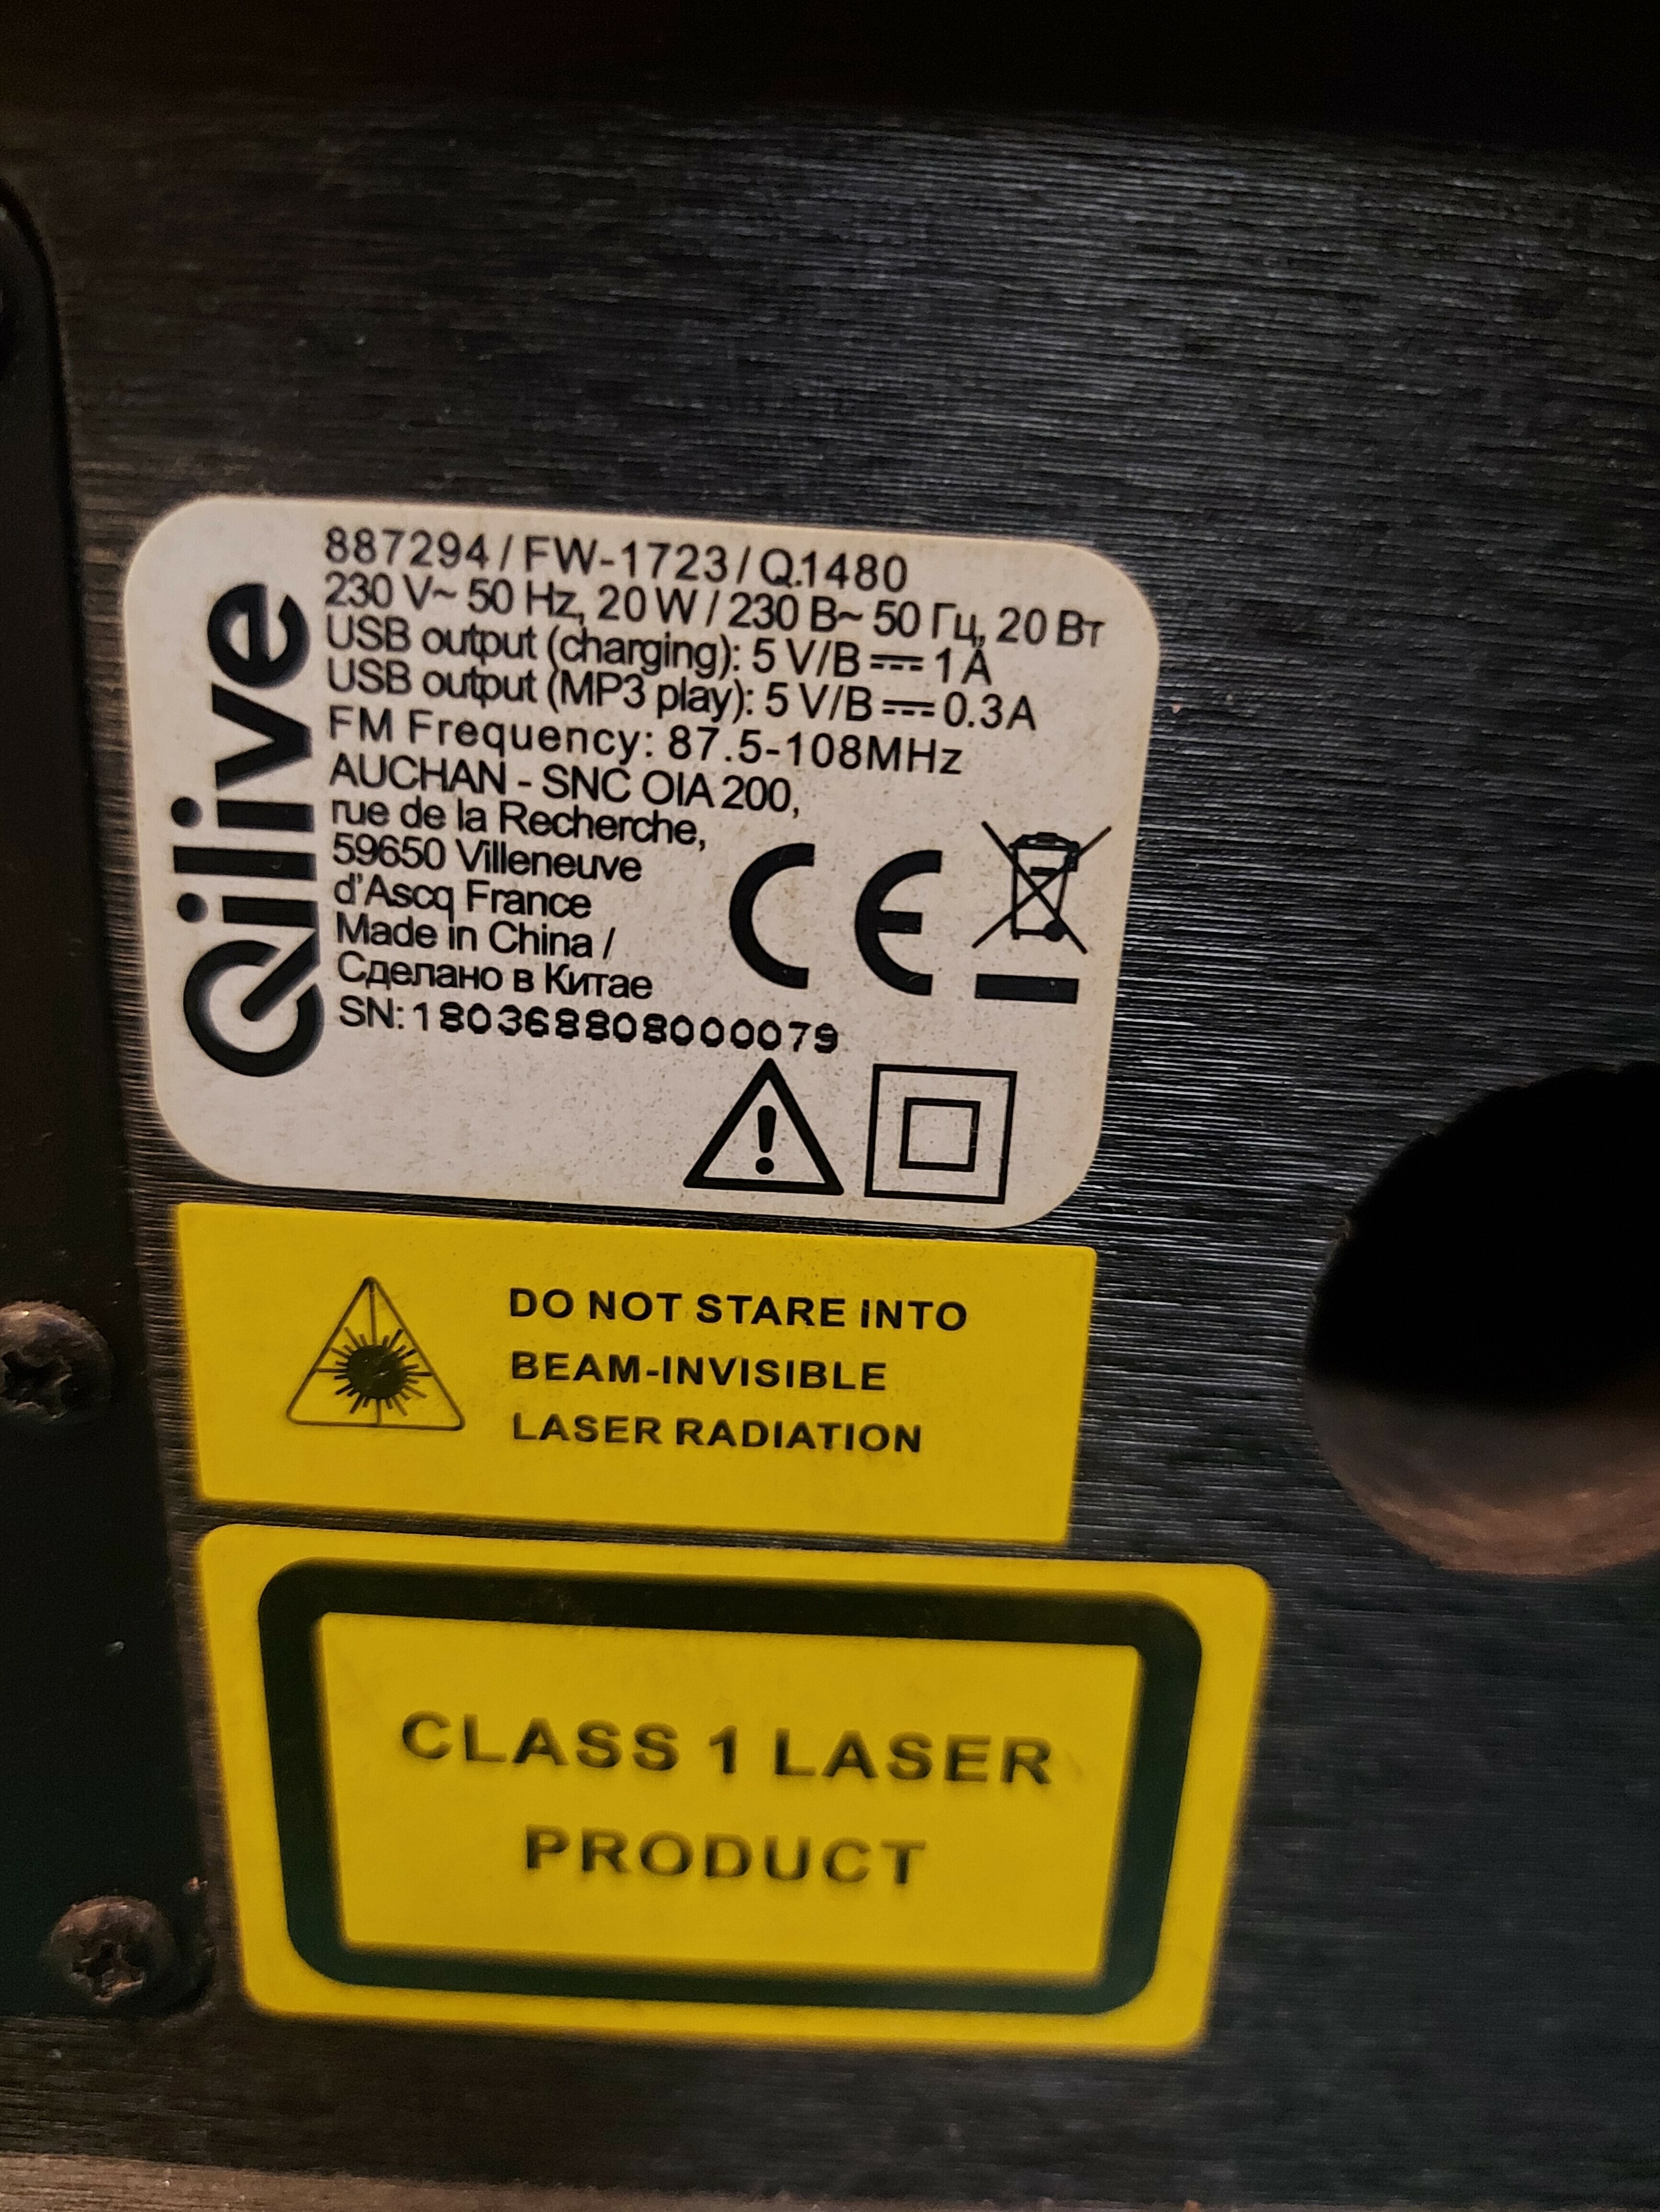 Qilive
887294/FW-1723/Q.1480
230 V~ 50 Hz, 20 W / 230 В~ 50 Гц, 20 Вт
USB output (charging): 5 V/B ⎓ 1 A
USB output (MP3 play): 5 V/B ⎓ 0.3A
FM Frequency: 87.5-108MHz
AUCHAN - SNC OIA 200,
rue de la Recherche,
59650 Villeneuve
d'Ascq France
Made in China /
Сделано в Китае
SN:180368808000079
CE
DO NOT STARE INTO
BEAM-INVISIBLE
LASER RADIATION
CLASS 1 LASER
PRODUCT